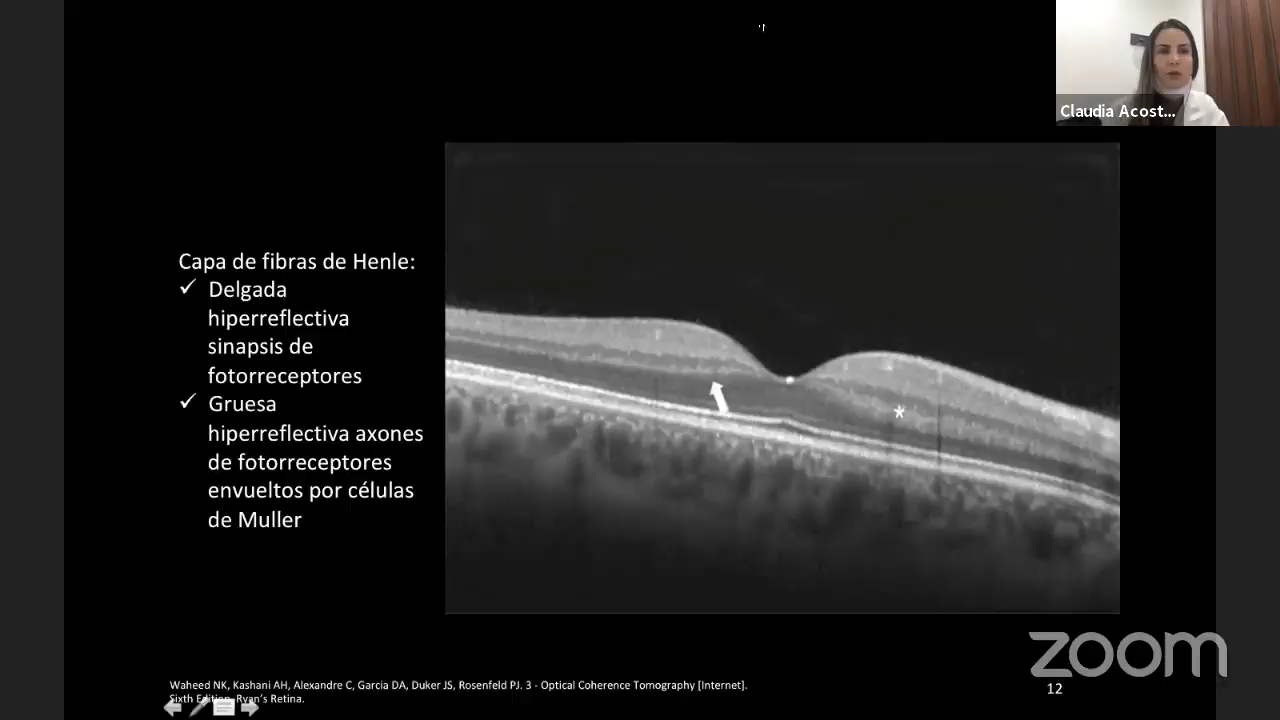 Claudia Acost...
Capa de fibras de Henle:
✓ Delgada
hiperreflectiva
sinapsis de
fotorreceptores
✓ Gruesa
hiperreflectiva axones
de fotorreceptores
envueltos por células
de Muller
*
zoom
Waheed NK, Kashani AH, Alexandre C, Garcia DA, Duker JS, Rosenfeld PJ. 3 - Optical Coherence Tomography [Internet].
Sixth Edition. Ryan's Retina.
12